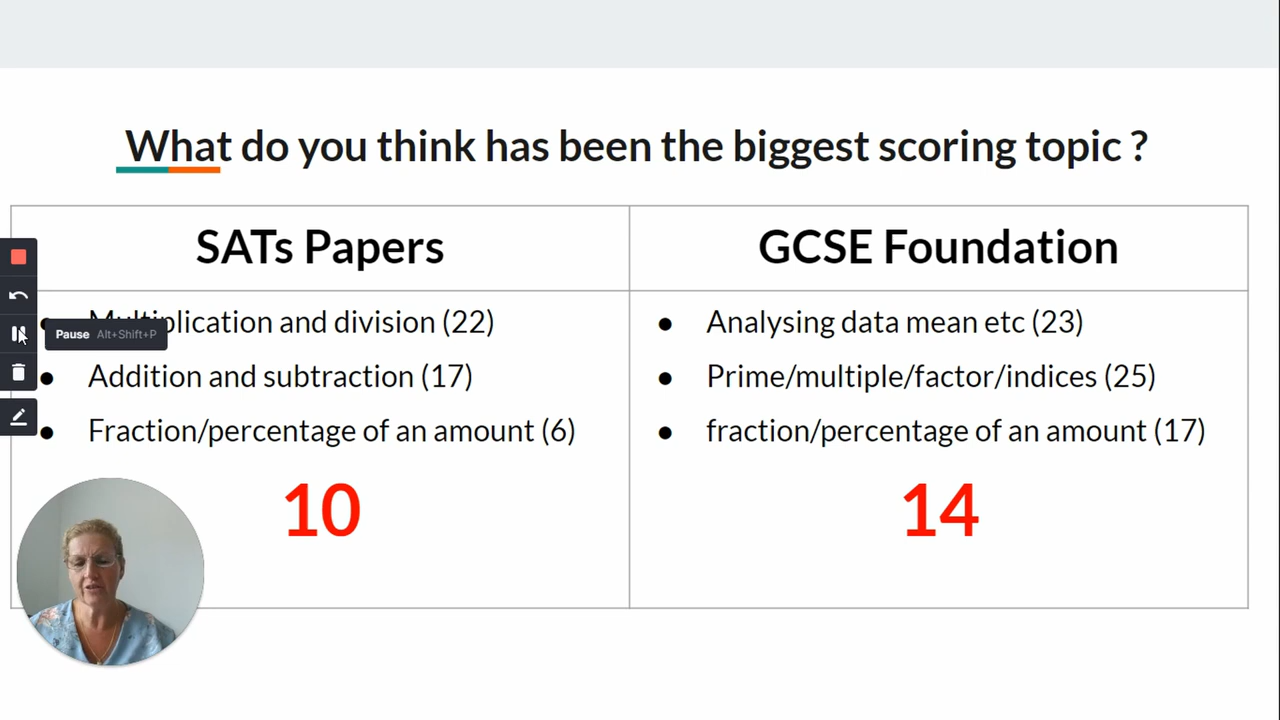 What do you think has been the biggest scoring topic ?
SATs Papers
GCSE Foundation
Multiplication and division (22)
Addition and subtraction (17)
Fraction/percentage of an amount (6)
10
Analysing data mean etc (23)
Prime/multiple/factor/indices (25)
fraction/percentage of an amount (17)
14
Pause Alt+Shift+P